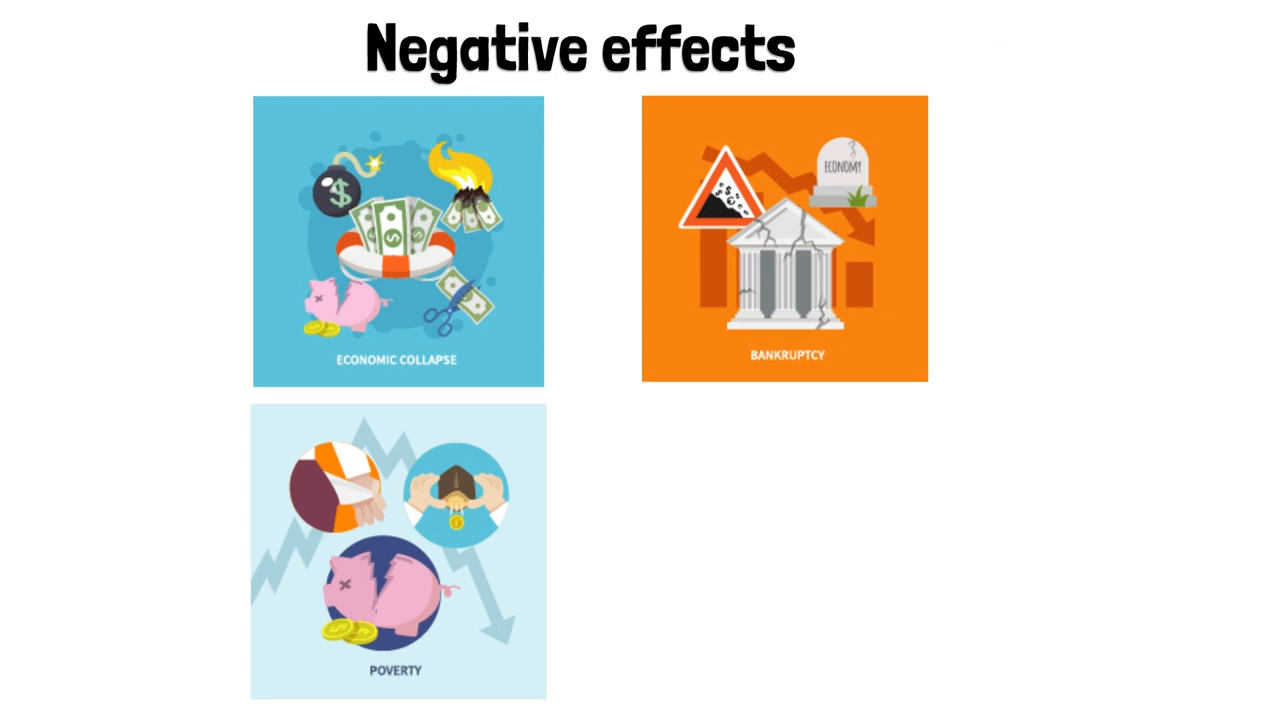 Negative effects
$
ECONOMIC COLLAPSE
ECONOMY
BANKRUPTCY
POVERTY